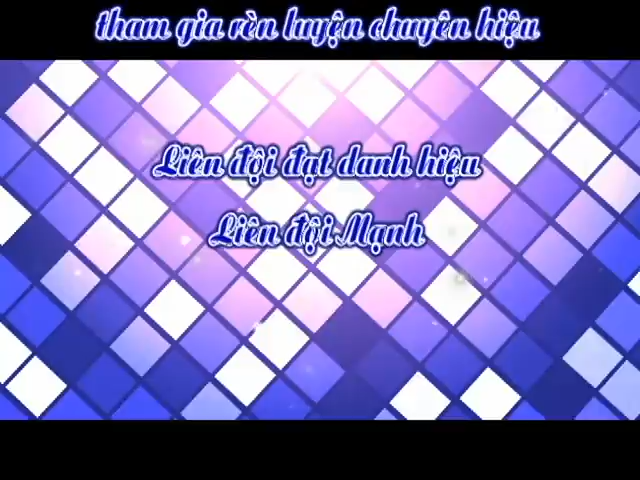 tham gia rèn luyện chuyên hiệu
Liên đội đạt danh hiệu
Liên đội Mạnh